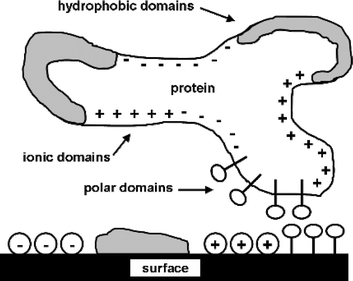 hydrophobic domains
- - - - - - -
protein
+ + + + + - - - -
+ + + + + + + + +
ionic domains
polar domains
- - - + + +
surface